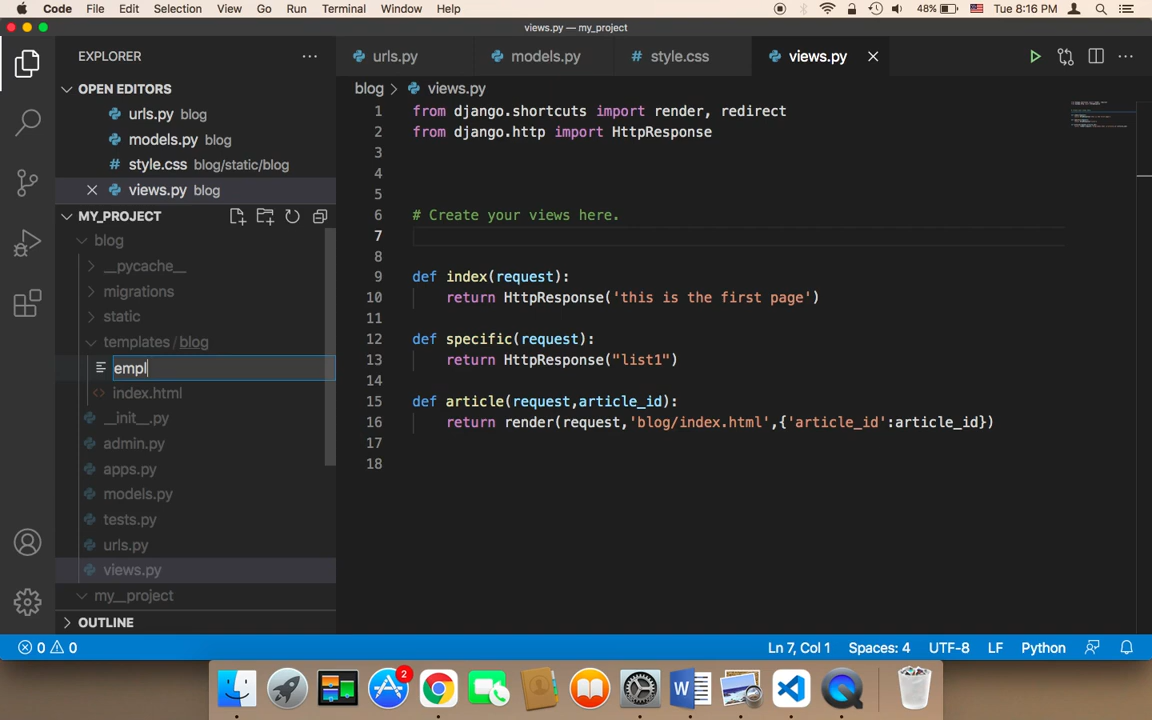 Code File Edit Selection View Go Run Terminal Window Help 48% Tue 8:16 PM
views.py — my_project
EXPLORER
urls.py models.py # style.css views.py
OPEN EDITORS
blog > views.py
urls.py blog
models.py blog
# style.css blog/static/blog
views.py blog
MY_PROJECT
blog
__pycache__
migrations
static
templates / blog
empl
index.html
__init__.py
admin.py
apps.py
models.py
tests.py
urls.py
views.py
my__project
OUTLINE
1 from django.shortcuts import render, redirect
2 from django.http import HttpResponse
3
4
5
6 # Create your views here.
7
8
9 def index(request):
10 return HttpResponse('this is the first page')
11
12 def specific(request):
13 return HttpResponse("list1")
14
15 def article(request,article_id):
16 return render(request,'blog/index.html',{'article_id':article_id})
17
18
0 0 Ln 7, Col 1 Spaces: 4 UTF-8 LF Python
2